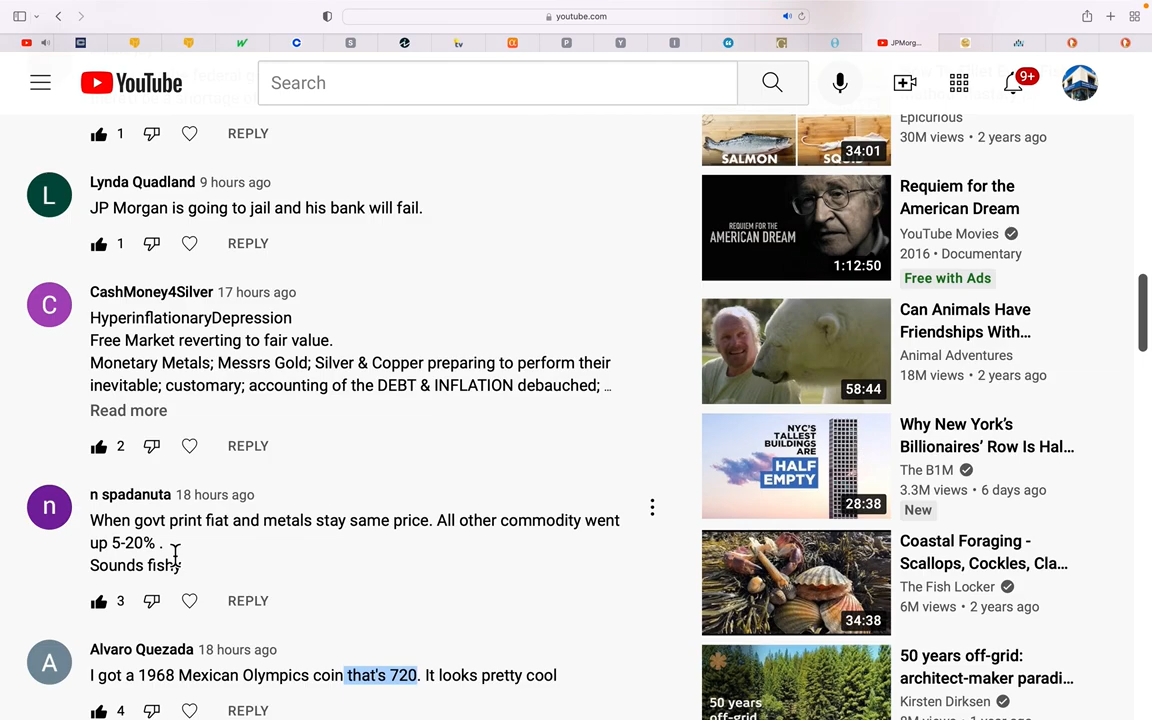 youtube.com
JPMorg...
YouTube
Search
9+
1
REPLY
Lynda Quadland 9 hours ago
JP Morgan is going to jail and his bank will fail.
1
REPLY
CashMoney4Silver 17 hours ago
HyperinflationaryDepression
Free Market reverting to fair value.
Monetary Metals; Messrs Gold; Silver & Copper preparing to perform their
inevitable; customary; accounting of the DEBT & INFLATION debauched; ...
Read more
2
REPLY
n spadanuta 18 hours ago
When govt print fiat and metals stay same price. All other commodity went
up 5-20% .
Sounds fishy
3
REPLY
Alvaro Quezada 18 hours ago
I got a 1968 Mexican Olympics coin that's 720. It looks pretty cool
4
REPLY
Epicurious
30M views • 2 years ago
SALMON
34:01
Requiem for the
American Dream
YouTube Movies
2016 • Documentary
Free with Ads
REQUIEM FOR THE
AMERICAN DREAM
1:12:50
Can Animals Have
Friendships With...
Animal Adventures
18M views • 2 years ago
58:44
Why New York's
Billionaires' Row Is Hal...
The B1M
3.3M views • 6 days ago
New
NYC'S
TALLEST
BUILDINGS
ARE
HALF
EMPTY
28:38
Coastal Foraging -
Scallops, Cockles, Cla...
The Fish Locker
6M views • 2 years ago
34:38
50 years off-grid:
architect-maker paradi...
Kirsten Dirksen
50 years
off-grid